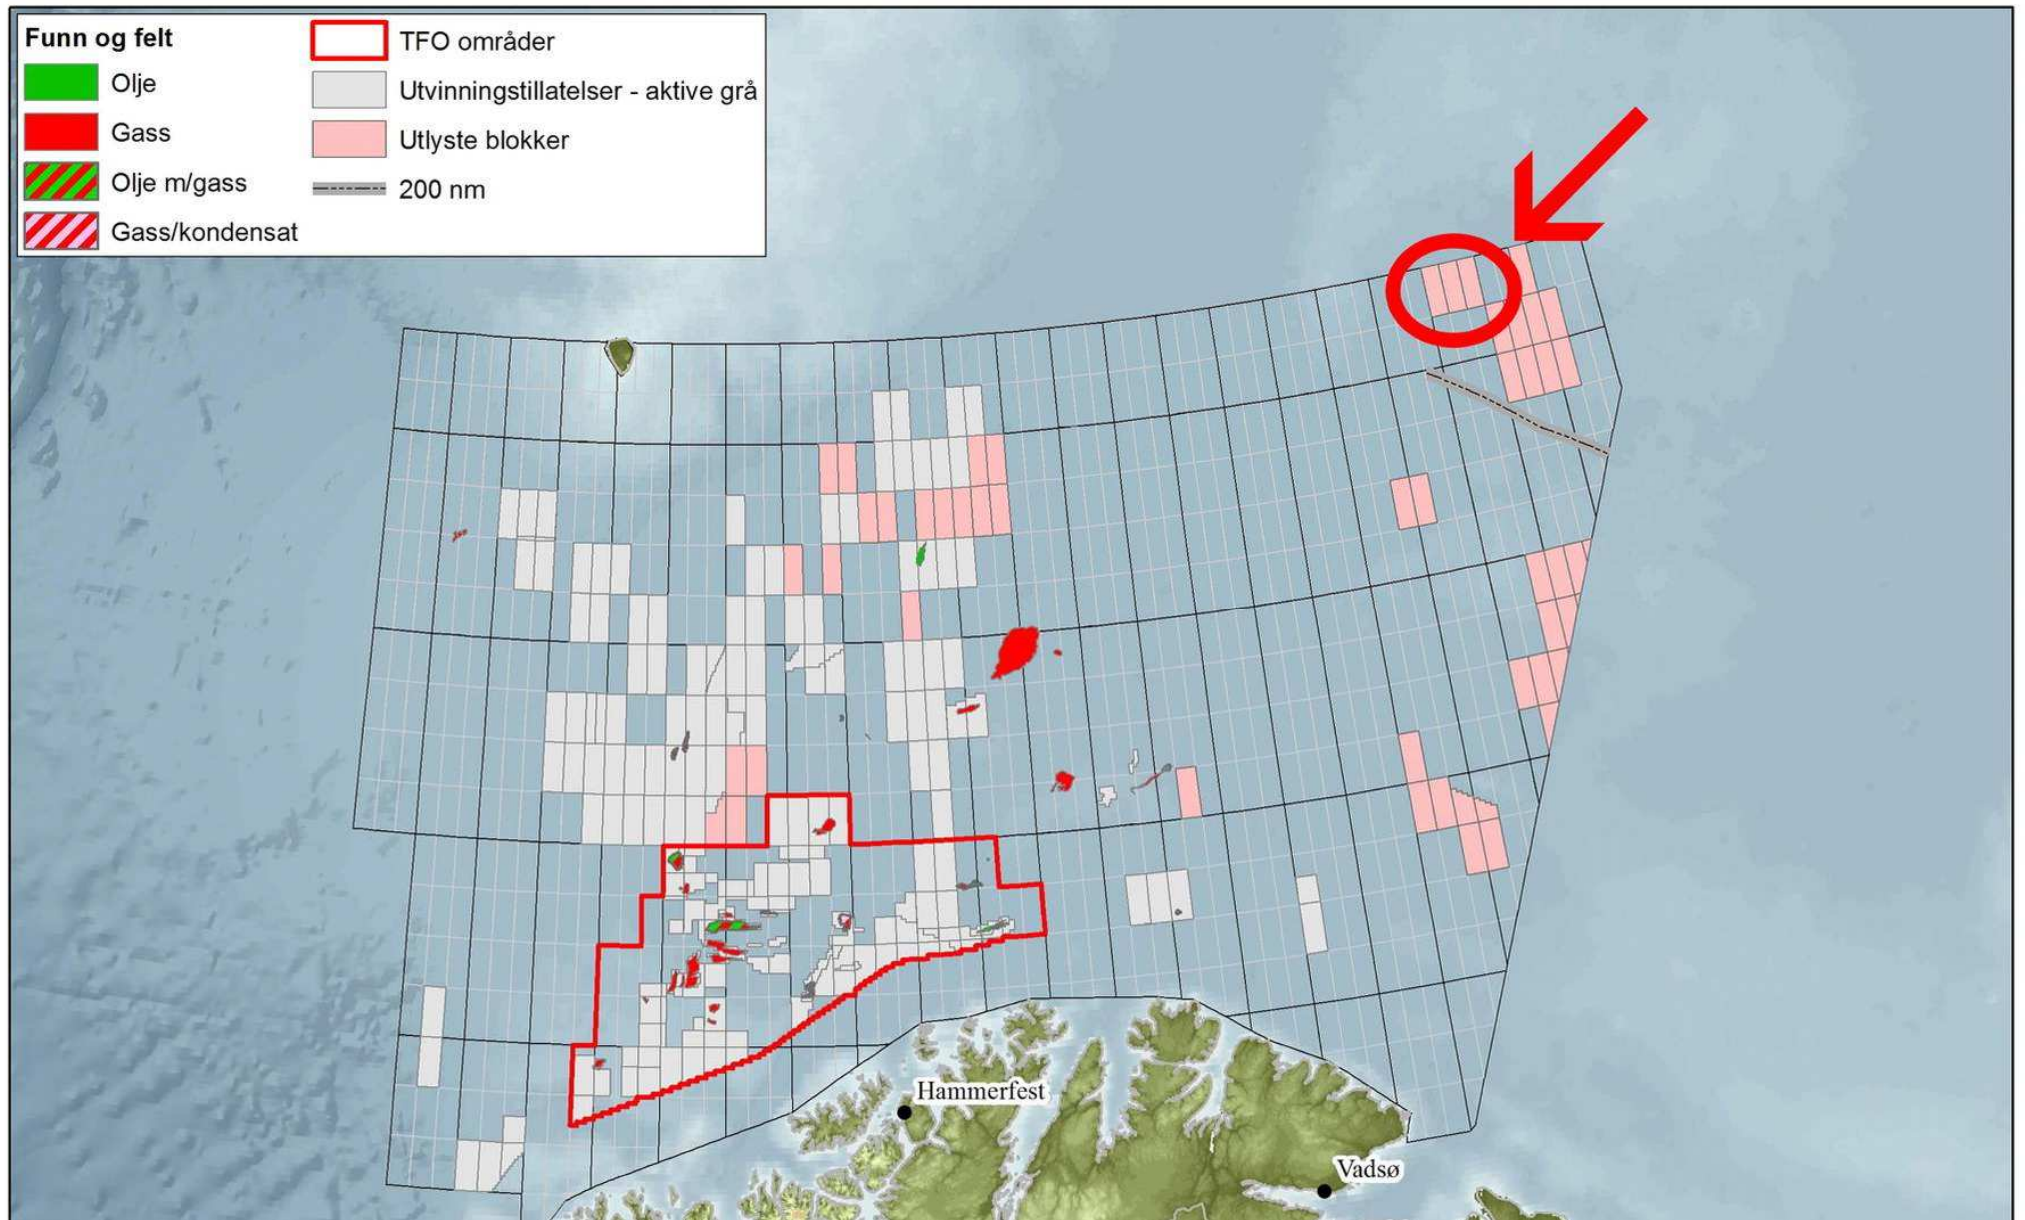 Funn og felt
Olje
Gass
Olje m/gass
Gass/kondensat
TFO områder
Utvinningstillatelser - aktive grå
Utlyste blokker
200 nm
Hammerfest
Vadsø